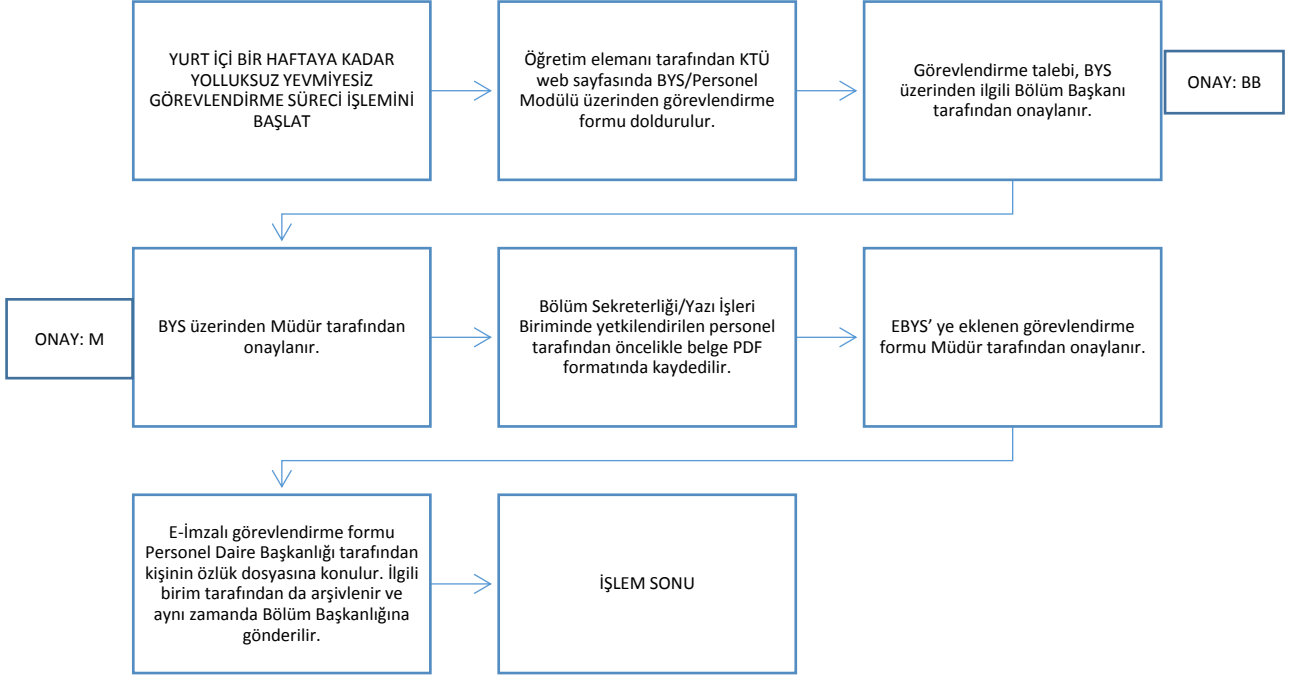 YURT İÇİ BİR HAFTAYA KADAR
YOLLUKSUZ YEVMİYESİZ
GÖREVLENDİRME SÜRECİ İŞLEMİNİ
BAŞLAT
Öğretim elemanı tarafından KTÜ
web sayfasında BYS/Personel
Modülü üzerinden görevlendirme
formu doldurulur.
Görevlendirme talebi, BYS
üzerinden ilgili Bölüm Başkanı
tarafından onaylanır.
ONAY: BB
ONAY: M
BYS üzerinden Müdür tarafından
onaylanır.
Bölüm Sekreterliği/Yazı İşleri
Biriminde yetkilendirilen personel
tarafından öncelikle belge PDF
formatında kaydedilir.
EBYS’ ye eklenen görevlendirme
formu Müdür tarafından onaylanır.
E-İmzalı görevlendirme formu
Personel Daire Başkanlığı tarafından
kişinin özlük dosyasına konulur. İlgili
birim tarafından da arşivlenir ve
aynı zamanda Bölüm Başkanlığına
gönderilir.
İŞLEM SONU